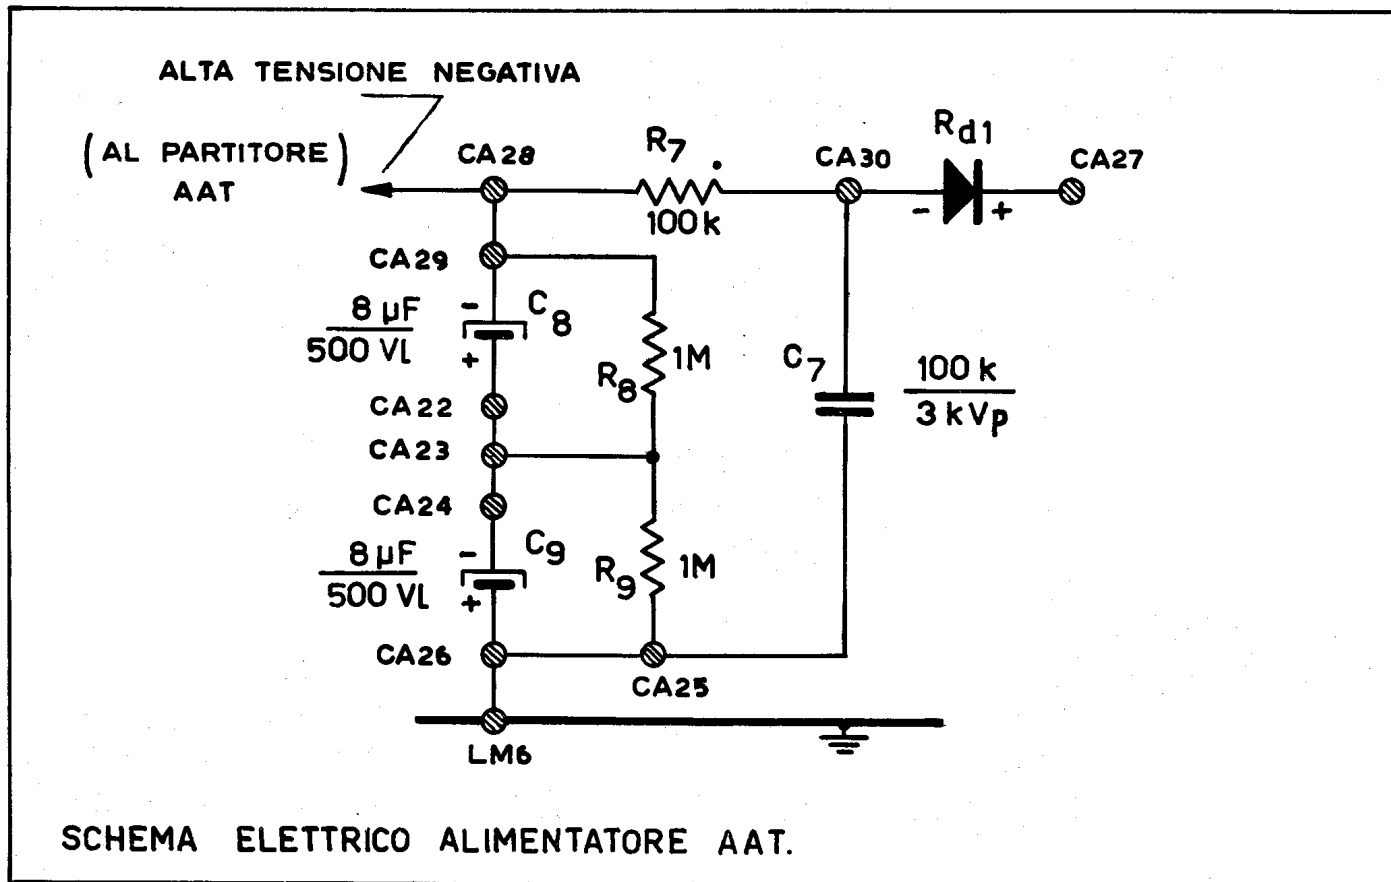 ALTA TENSIONE NEGATIVA
(AL PARTITORE)
AAT
CA28
R7
100k
CA30
Rd1
CA27
-
+
CA29
8 µF
500 Vl
-
+
C8
R8
1M
C7
100 k
3 kVp
CA22
CA23
CA24
8 µF
500 Vl
-
+
C9
R9
1M
CA26
CA25
LM6
SCHEMA ELETTRICO ALIMENTATORE AAT.